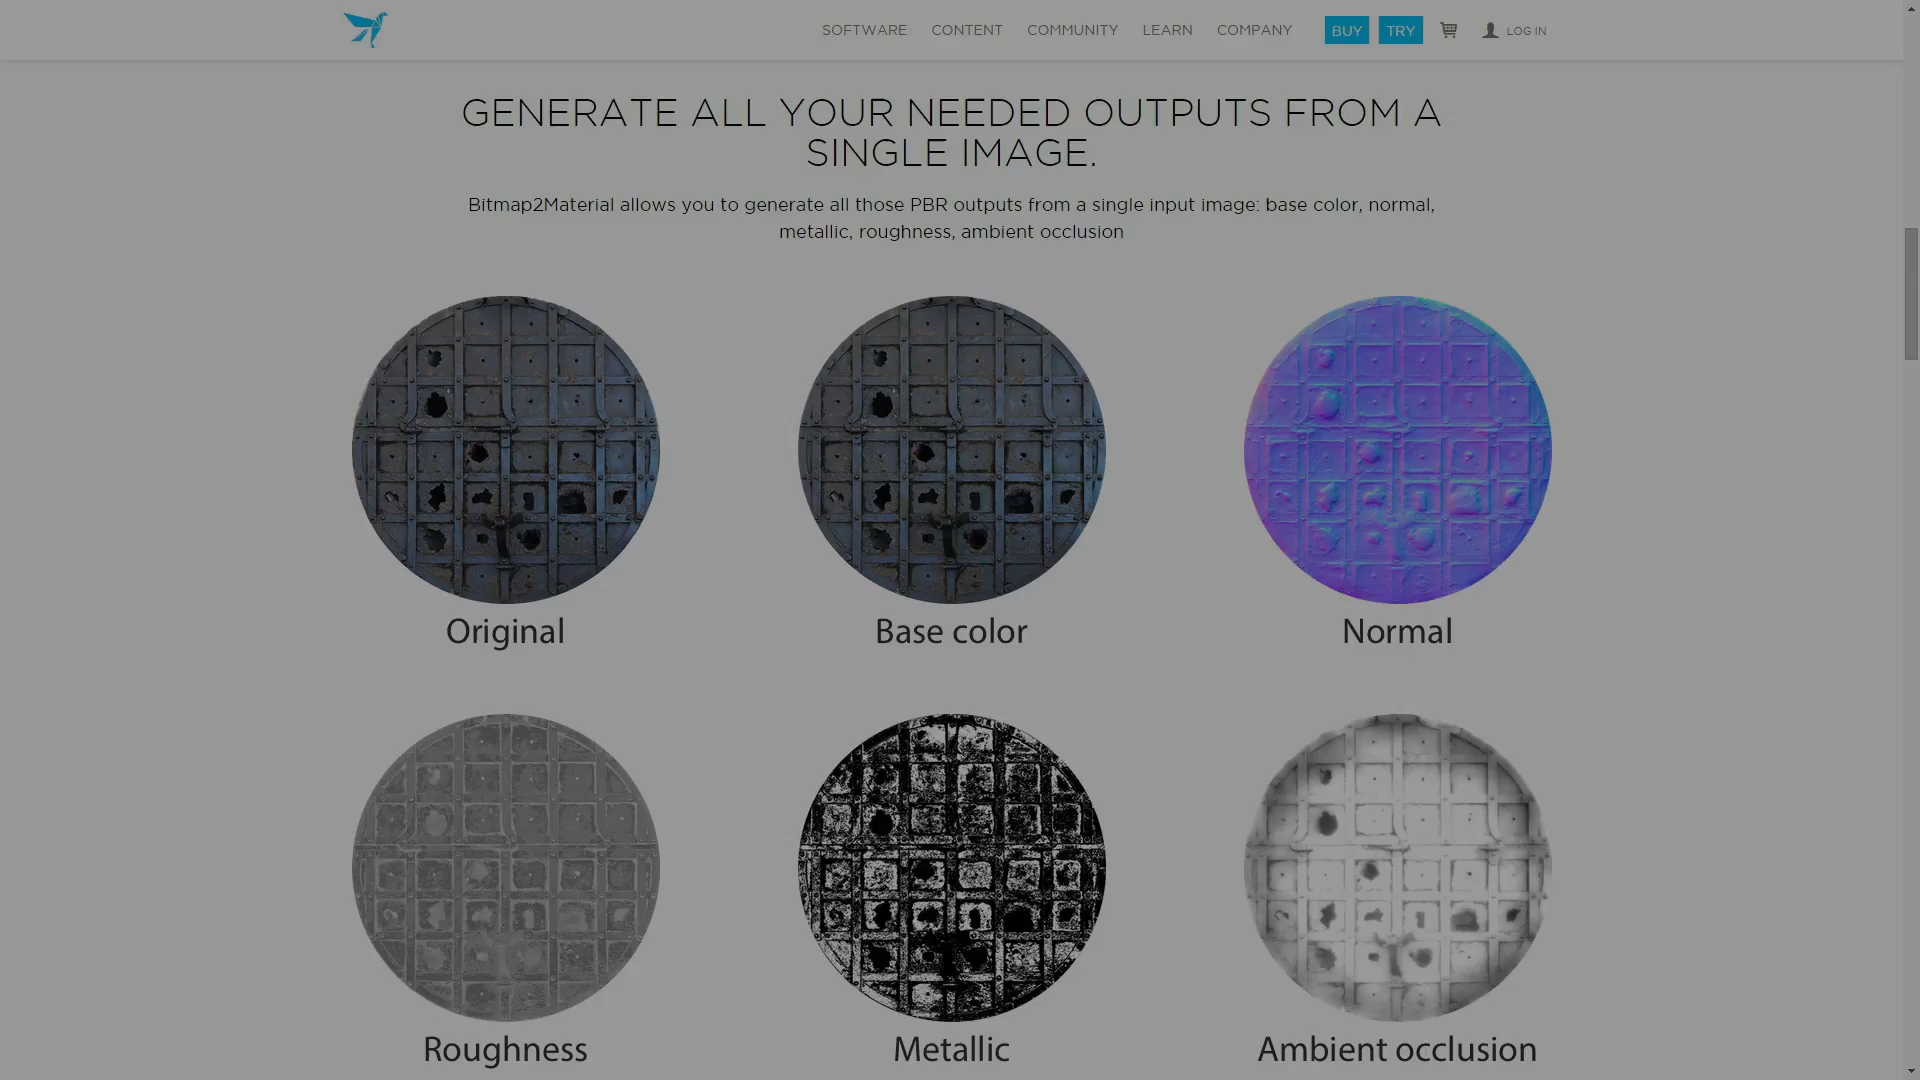 SOFTWARE CONTENT COMMUNITY LEARN COMPANY BUY TRY LOG IN
GENERATE ALL YOUR NEEDED OUTPUTS FROM A
SINGLE IMAGE.
Bitmap2Material allows you to generate all those PBR outputs from a single input image: base color, normal,
metallic, roughness, ambient occlusion
Original Base color Normal
Roughness Metallic Ambient occlusion